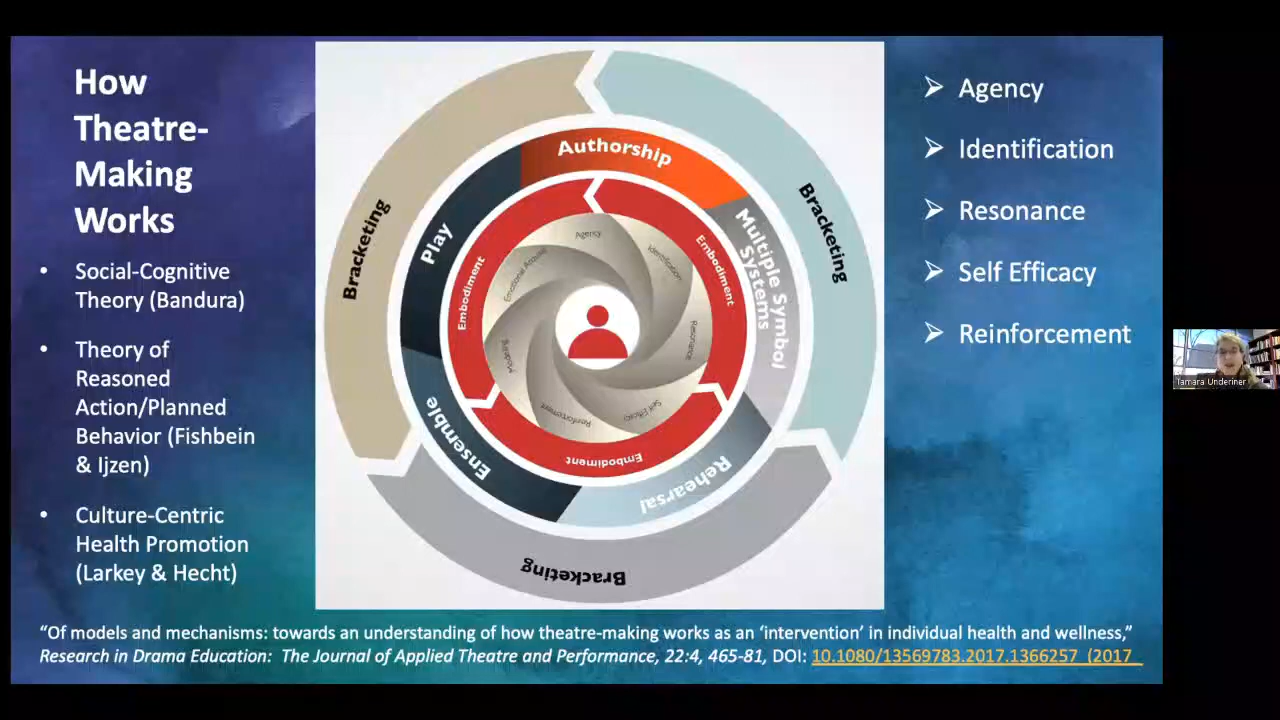 How
Theatre-
Making
Works
• Social-Cognitive
Theory (Bandura)
• Theory of
Reasoned
Action/Planned
Behavior (Fishbein
& Ijzen)
• Culture-Centric
Health Promotion
(Larkey & Hecht)
Bracketing
Bracketing
Bracketing
Authorship
Multiple Symbol
Systems
Rehearsal
Ensemble
Play
Embodiment
Embodiment
Embodiment
Agency
Identification
Resonance
Self Efficacy
Reinforcement
Modeling
Emotional Arousal
➢ Agency
➢ Identification
➢ Resonance
➢ Self Efficacy
➢ Reinforcement
Tamara Underiner
“Of models and mechanisms: towards an understanding of how theatre-making works as an ‘intervention’ in individual health and wellness,”
Research in Drama Education: The Journal of Applied Theatre and Performance, 22:4, 465-81, DOI: 10.1080/13569783.2017.1366257 (2017